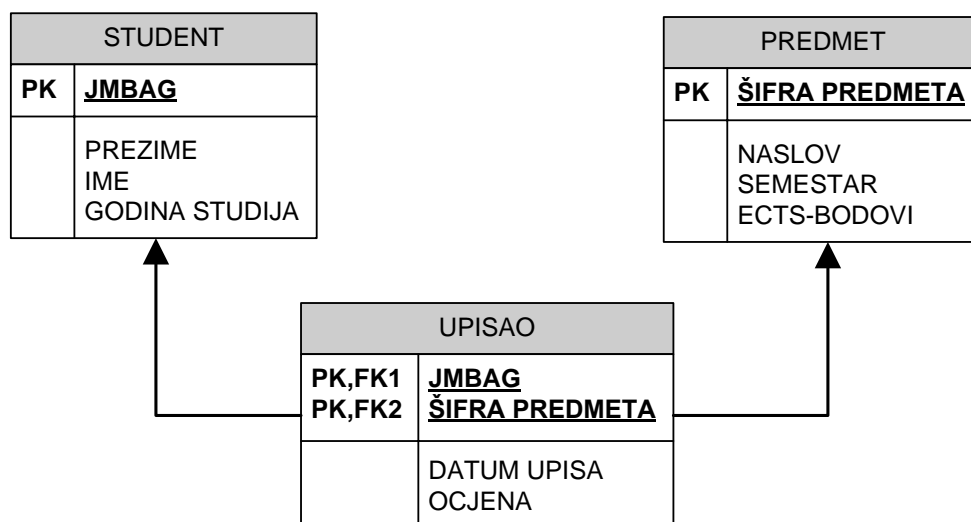 STUDENT
PK JMBAG
PREZIME
IME
GODINA STUDIJA
PREDMET
PK ŠIFRA PREDMETA
NASLOV
SEMESTAR
ECTS-BODOVI
UPISAO
PK,FK1 JMBAG
PK,FK2 ŠIFRA PREDMETA
DATUM UPISA
OCJENA